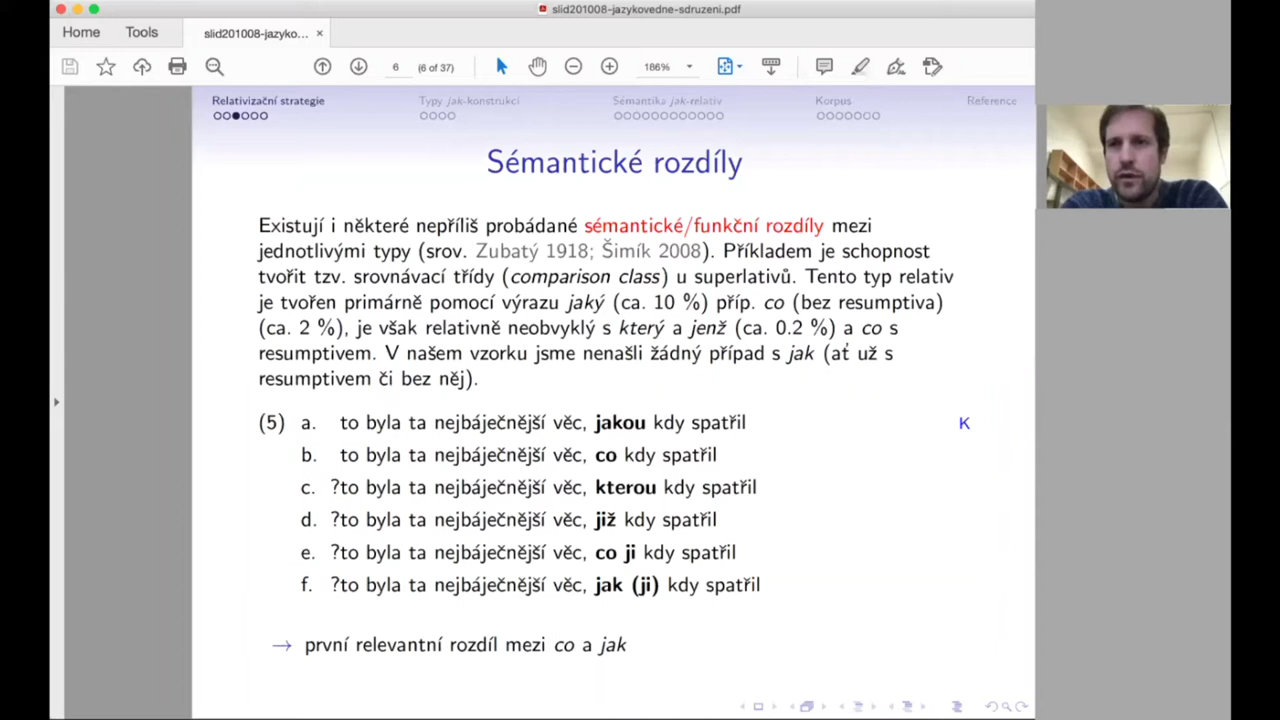 slid201008-jazykovedne-sdruzeni.pdf
Home Tools slid201008-jazyko... ×
6 (6 of 37) 186%
Relativizační strategie Typy jak-konstrukcí Sémantika jak-relativ Korpus Reference
Sémantické rozdíly
Existují i některé nepříliš probádané sémantické/funkční rozdíly mezi
jednotlivými typy (srov. Zubatý 1918; Šimík 2008). Příkladem je schopnost
tvořit tzv. srovnávací třídy (comparison class) u superlativů. Tento typ relativ
je tvořen primárně pomocí výrazu jaký (ca. 10 %) příp. co (bez resumptiva)
(ca. 2 %), je však relativně neobvyklý s který a jenž (ca. 0.2 %) a co s
resumptivem. V našem vzorku jsme nenašli žádný případ s jak (ať už s
resumptivem či bez něj).
(5) a. to byla ta nejbáječnější věc, jakou kdy spatřil K
b. to byla ta nejbáječnější věc, co kdy spatřil
c. ?to byla ta nejbáječnější věc, kterou kdy spatřil
d. ?to byla ta nejbáječnější věc, již kdy spatřil
e. ?to byla ta nejbáječnější věc, co ji kdy spatřil
f. ?to byla ta nejbáječnější věc, jak (ji) kdy spatřil
→ první relevantní rozdíl mezi co a jak